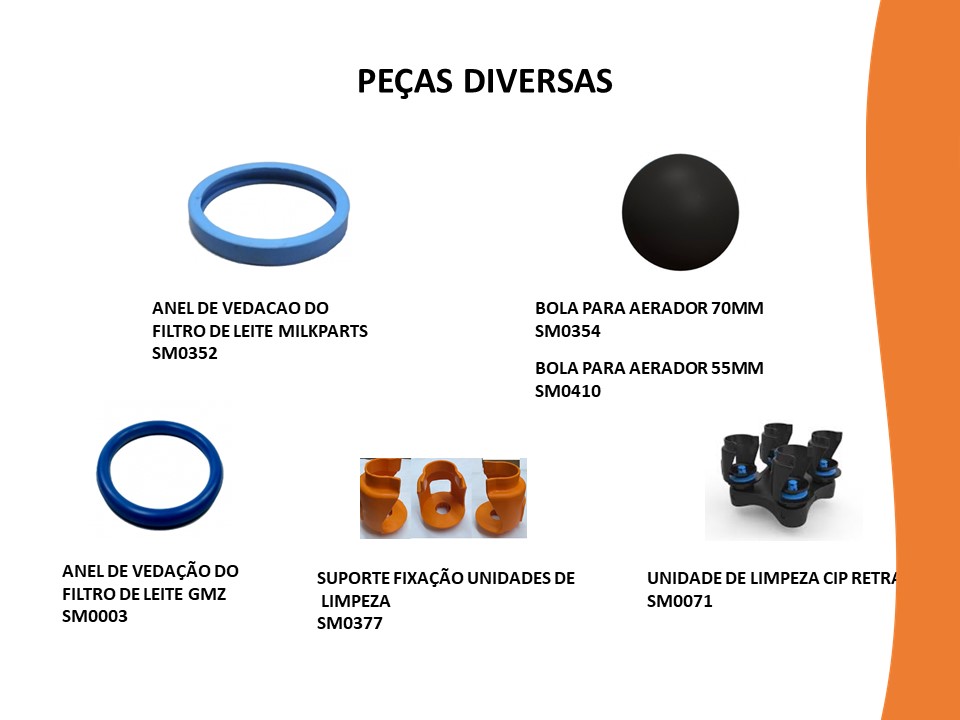 PEÇAS DIVERSAS
ANEL DE VEDACAO DO
FILTRO DE LEITE MILKPARTS
SM0352
BOLA PARA AERADOR 70MM
SM0354
BOLA PARA AERADOR 55MM
SM0410
ANEL DE VEDAÇÃO DO
FILTRO DE LEITE GMZ
SM0003
SUPORTE FIXAÇÃO UNIDADES DE
LIMPEZA
SM0377
UNIDADE DE LIMPEZA CIP
SM0071